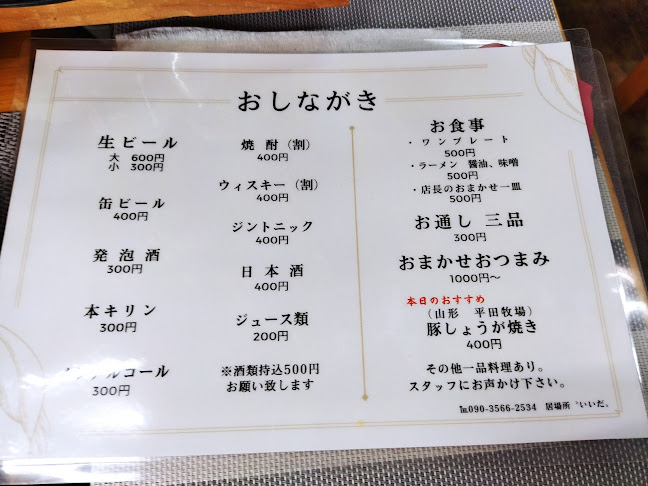 おしながき
生ビール
大 600円
小 300円
缶ビール
400円
発泡酒
300円
本キリン
300円
アルコール
300円
焼酎（割）
400円
ウィスキー（割）
400円
ジントニック
400円
日本酒
400円
ジュース類
200円
※酒類持込500円
お願い致します
お食事
・ワンプレート
500円
・ラーメン 醤油、味噌
500円
・店長のおまかせ一皿
500円
お通し 三品
300円
おまかせおつまみ
1000円～
本日のおすすめ
（山形 平田牧場）
豚しょうが焼き
400円
その他一品料理あり。
スタッフにお声かけ下さい。
℡090-3566-2534 居場所〝いいだ〟